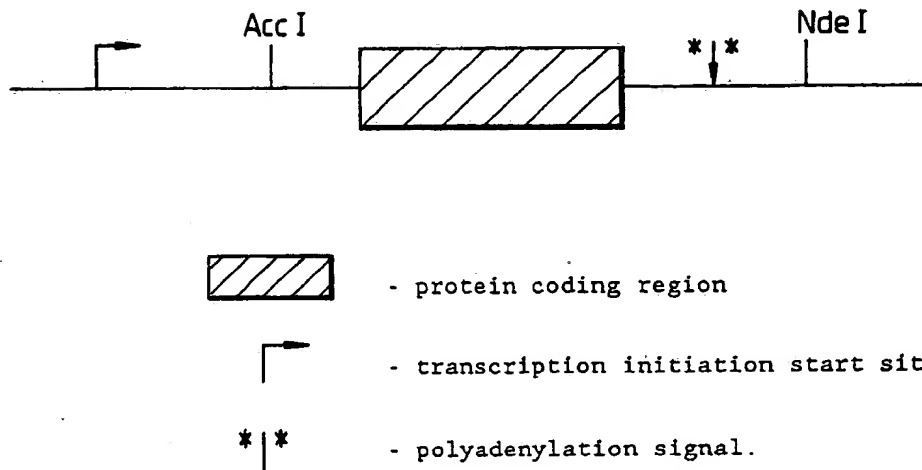 Acc I
Nde I
* *
- protein coding region
- transcription initiation start sit
* * - polyadenylation signal.